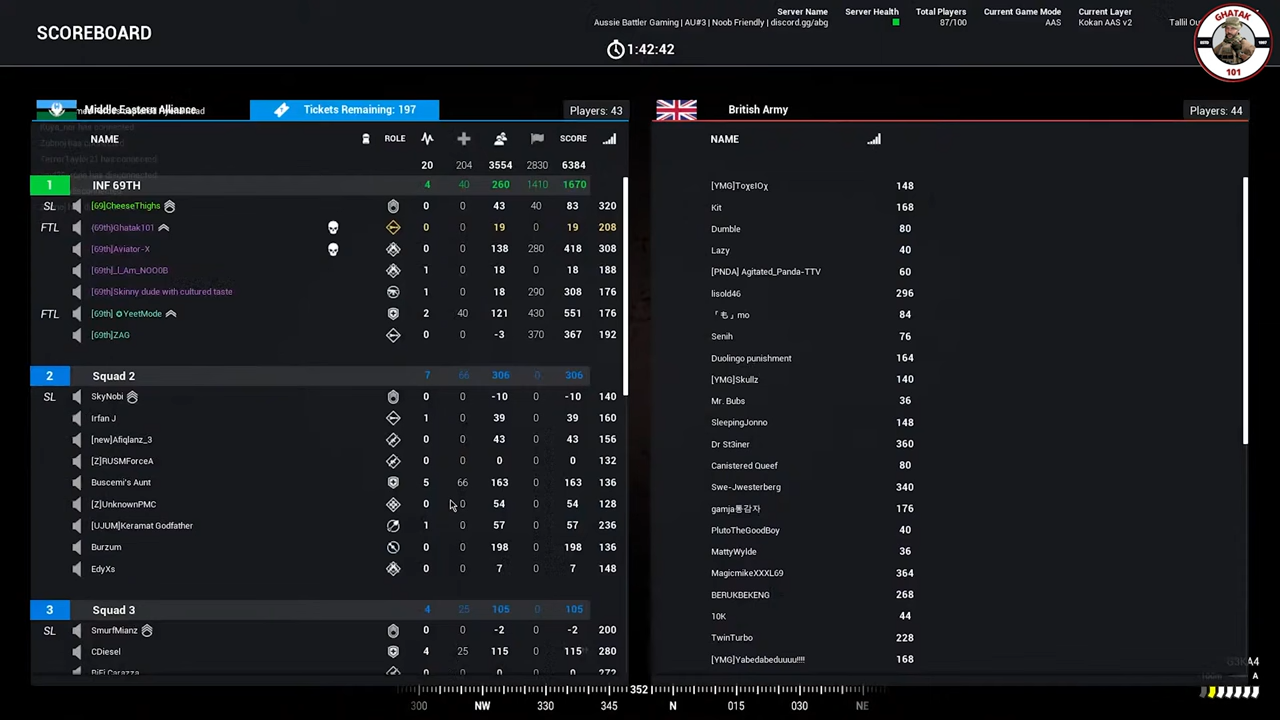 SCOREBOARD
Server Name
Aussie Battler Gaming | AU#3 | Noob Friendly | discord.gg/abg
Server Health
Total Players
87/100
Current Game Mode
AAS
Current Layer
Kokan AAS v2
Tallil Ou
GHATAK
101
1:42:42
Middle Eastern Alliance
Tickets Remaining: 197
Players: 43
NAME ROLE SCORE
20 204 3554 2830 6384
1 INF 69TH 4 40 260 1410 1670
SL [69]CheeseThighs 0 0 43 40 83 320
FTL {69th}Ghatak101 0 0 19 0 19 208
[69th]Aviator-X 0 0 138 280 418 308
[69th]_I_Am_NOO0B 1 0 18 0 18 188
[69th]Skinny dude with cultured taste 1 0 18 290 308 176
FTL [69th] ✪YeetMode 2 40 121 430 551 176
[69th]ZAG 0 0 -3 370 367 192
2 Squad 2 7 66 306 0 306
SL SkyNobi 0 0 -10 0 -10 140
Irfan J 1 0 39 0 39 160
[new]Afiqlanz_3 0 0 43 0 43 156
[Z]RUSMForceA 0 0 0 0 0 132
Buscemi's Aunt 5 66 163 0 163 136
[Z]UnknownPMC 0 0 54 0 54 128
[UJUM]Keramat Godfather 1 0 57 0 57 236
Burzum 0 0 198 0 198 136
EdyXs 0 0 7 0 7 148
3 Squad 3 4 25 105 0 105
SL SmurfMianz 0 0 -2 0 -2 200
CDiesel 4 25 115 0 115 280
British Army
Players: 44
NAME
[YMG]TοχεIOχ 148
Kit 168
Dumble 80
Lazy 40
[PNDA] Agitated_Panda-TTV 60
lisold46 296
「も」mo 84
Senih 76
Duolingo punishment 164
[YMG]Skullz 140
Mr. Bubs 36
SleepingJonno 148
Dr St3iner 360
Canistered Queef 80
Swe-Jwesterberg 340
gamja통감자 176
PlutoTheGoodBoy 40
MattyWylde 36
MagicmikeXXXL69 364
BERUKBEKENG 268
10K 44
TwinTurbo 228
[YMG]Yabedabeduuuu!!!! 168
G3KA4
A
300 NW 330 345 352 N 015 030 NE